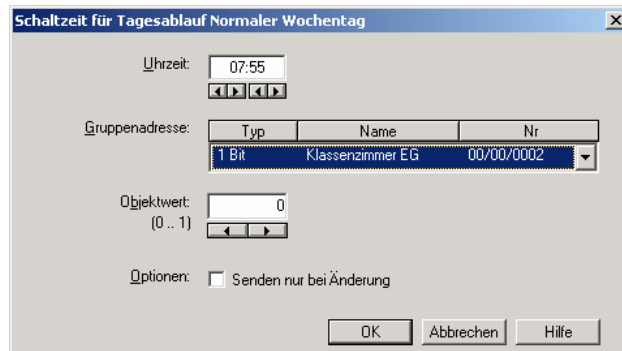 Schaltzeit für Tagesablauf Normaler Wochentag
Uhrzeit: 07:55
Gruppenadresse: Typ Name Nr
1 Bit Klassenzimmer EG 00/00/0002
Objektwert: 0
(0 .. 1)
Optionen: Senden nur bei Änderung
OK Abbrechen Hilfe